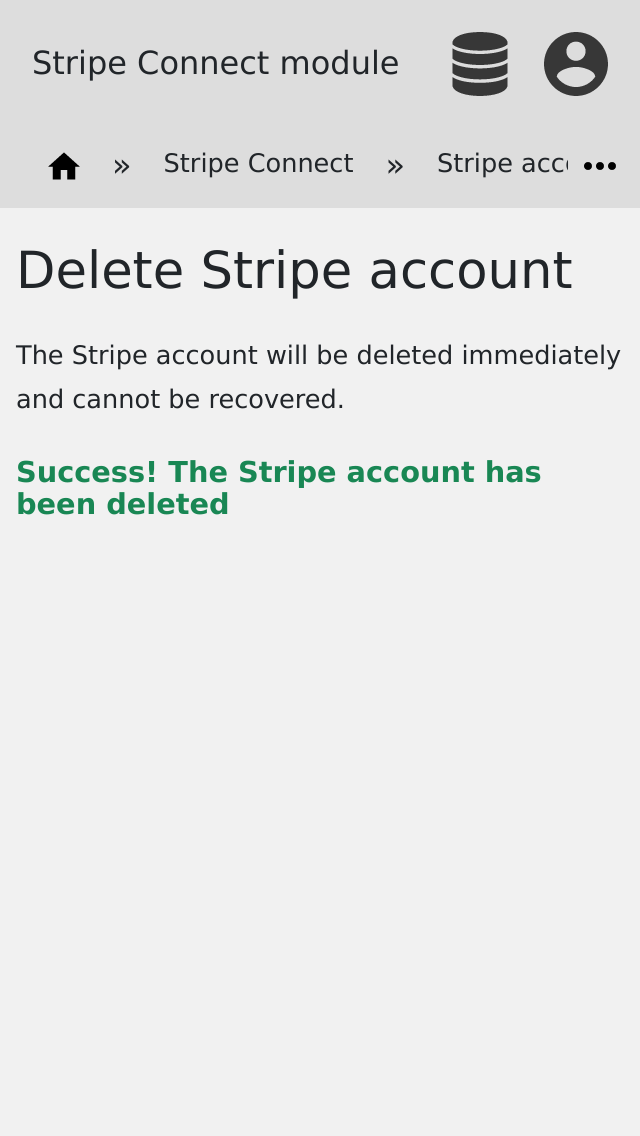 Stripe Connect module
» Stripe Connect » Stripe acc
Delete Stripe account
The Stripe account will be deleted immediately
and cannot be recovered.
Success! The Stripe account has
been deleted